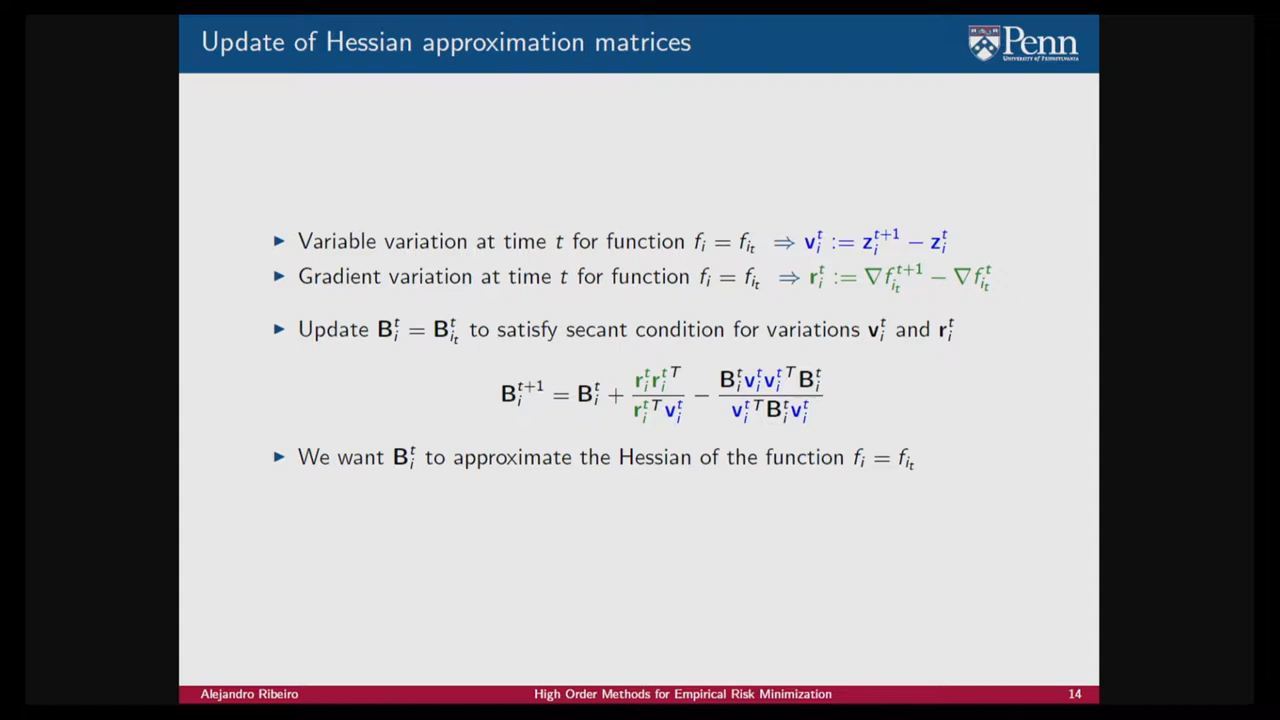 Update of Hessian approximation matrices
Penn
UNIVERSITY OF PENNSYLVANIA
▶ Variable variation at time t for function f_i = f_{i_t} ⇒ v_i^t := z_i^{t+1} − z_i^t
▶ Gradient variation at time t for function f_i = f_{i_t} ⇒ r_i^t := ∇f_{i_t}^{t+1} − ∇f_{i_t}^t
▶ Update B_i^t = B_{i_t}^t to satisfy secant condition for variations v_i^t and r_i^t
B_i^{t+1} = B_i^t + \frac{r_i^t r_i^{tT}}{r_i^{tT} v_i^t} − \frac{B_i^t v_i^t v_i^{tT} B_i^t}{v_i^{tT} B_i^t v_i^t}
▶ We want B_i^t to approximate the Hessian of the function f_i = f_{i_t}
Alejandro Ribeiro
High Order Methods for Empirical Risk Minimization
14